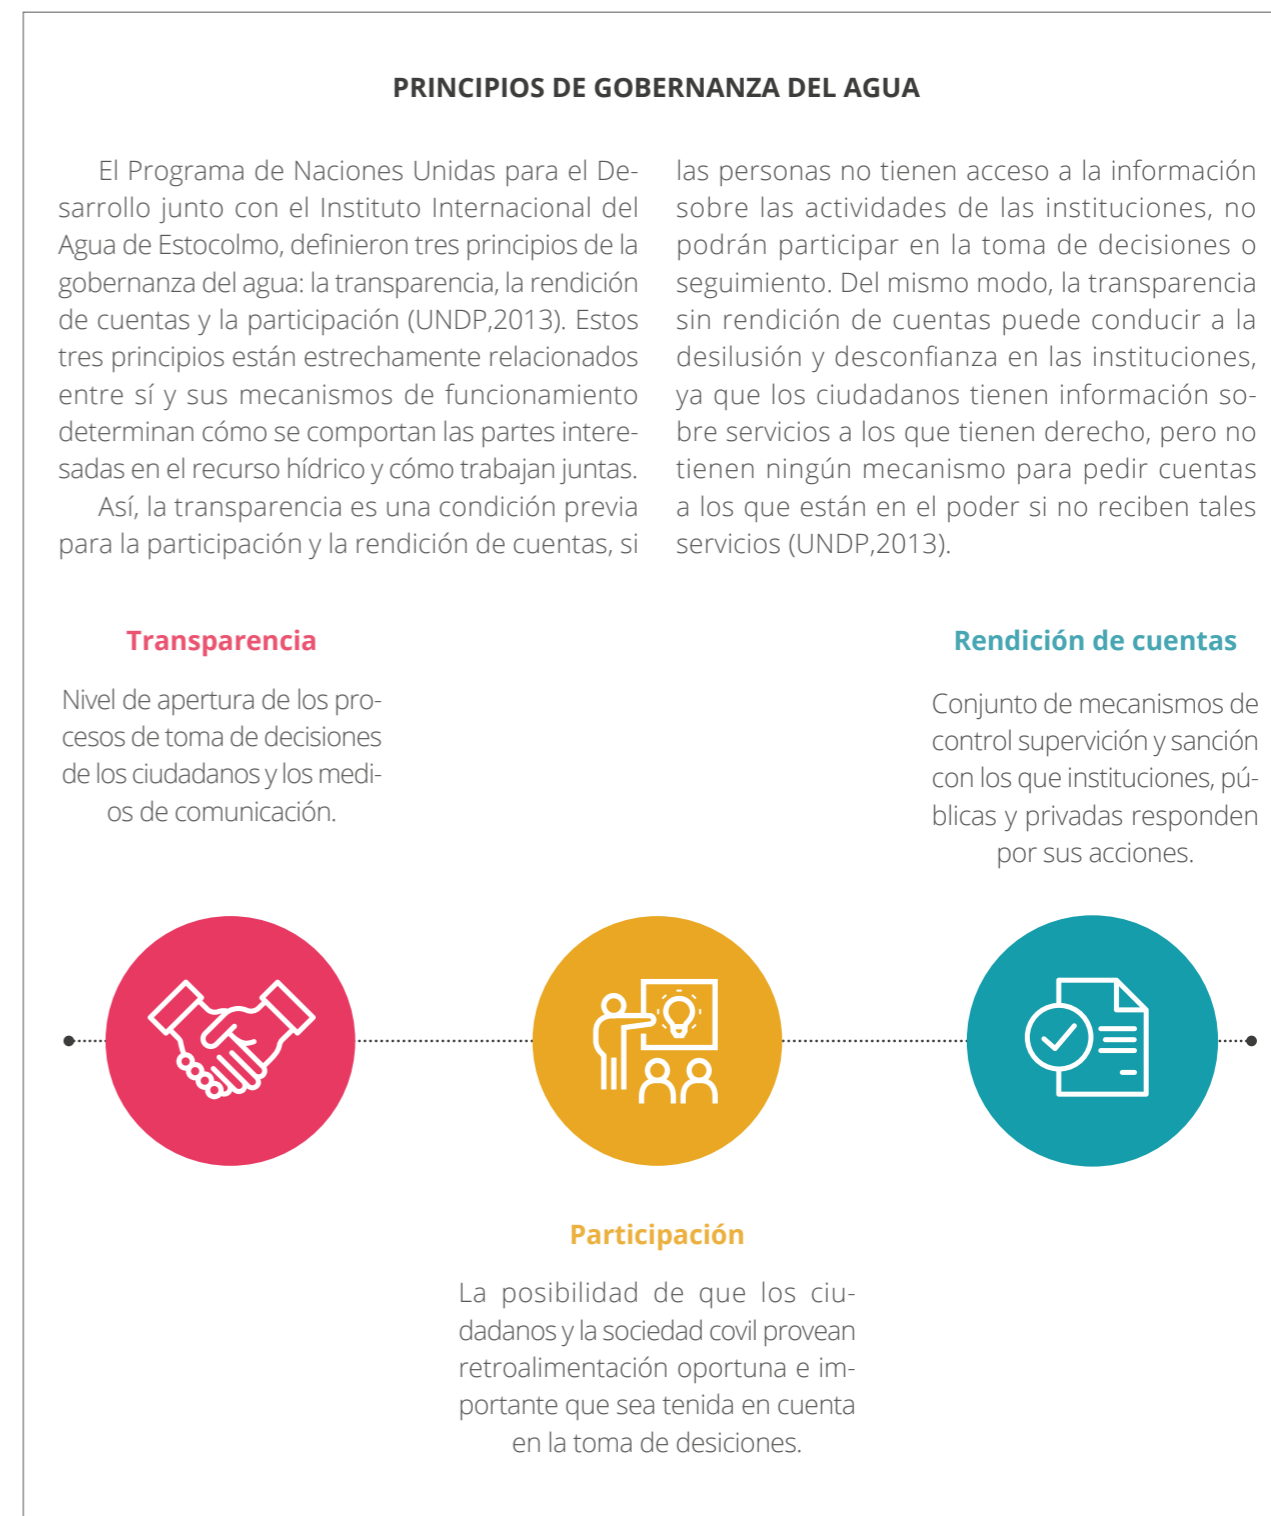 PRINCIPIOS DE GOBERNANZA DEL AGUA
El Programa de Naciones Unidas para el De-
sarrollo junto con el Instituto Internacional del
Agua de Estocolmo, definieron tres principios de la
gobernanza del agua: la transparencia, la rendición
de cuentas y la participación (UNDP,2013). Estos
tres principios están estrechamente relacionados
entre sí y sus mecanismos de funcionamiento
determinan cómo se comportan las partes intere-
sadas en el recurso hídrico y cómo trabajan juntas.
Así, la transparencia es una condición previa
para la participación y la rendición de cuentas, si
las personas no tienen acceso a la información
sobre las actividades de las instituciones, no
podrán participar en la toma de decisiones o
seguimiento. Del mismo modo, la transparencia
sin rendición de cuentas puede conducir a la
desilusión y desconfianza en las instituciones,
ya que los ciudadanos tienen información so-
bre servicios a los que tienen derecho, pero no
tienen ningún mecanismo para pedir cuentas
a los que están en el poder si no reciben tales
servicios (UNDP,2013).
Transparencia
Nivel de apertura de los pro-
cesos de toma de decisiones
de los ciudadanos y los medi-
os de comunicación.
Rendición de cuentas
Conjunto de mecanismos de
control supervición y sanción
con los que instituciones, pú-
blicas y privadas responden
por sus acciones.
Participación
La posibilidad de que los ciu-
dadanos y la sociedad covil provean
retroalimentación oportuna e im-
portante que sea tenida en cuenta
en la toma de desiciones.